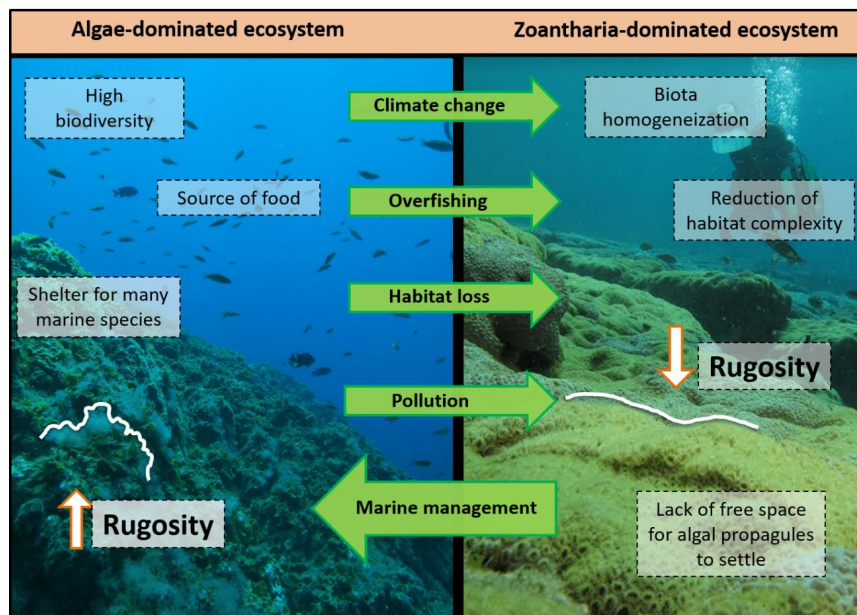 Algae-dominated ecosystem
Zoantharia-dominated ecosystem
High
biodiversity
Climate change
Biota
homogeneization
Source of food
Overfishing
Reduction of
habitat complexity
Shelter for many
marine species
Habitat loss
Rugosity
Pollution
Rugosity
Marine management
Lack of free space
for algal propagules
to settle